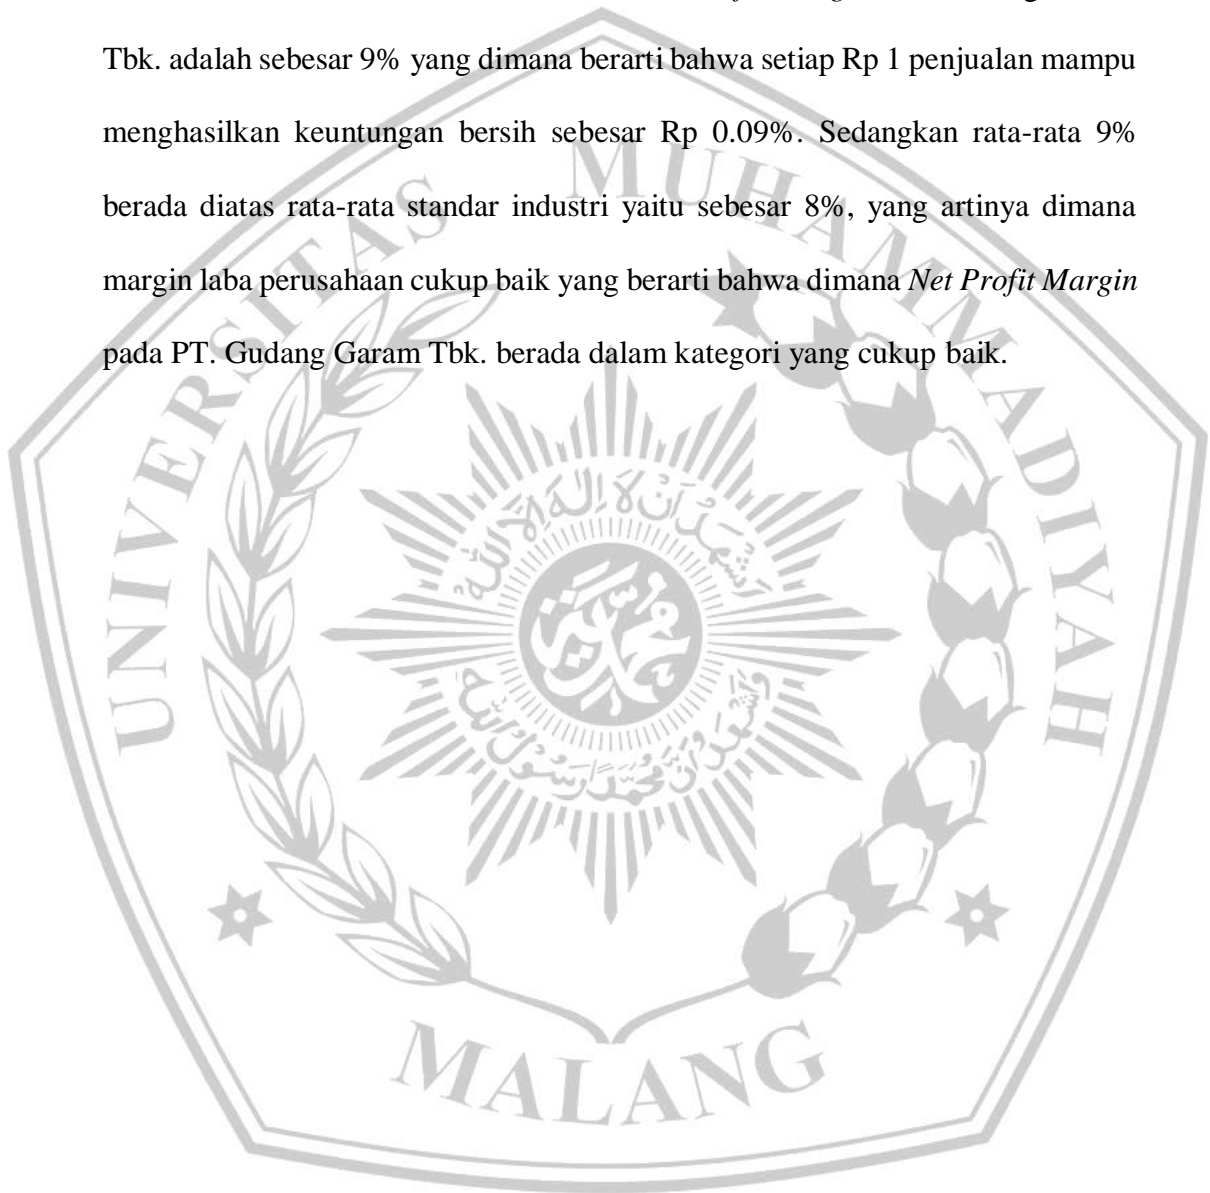 Tbk. adalah sebesar 9% yang dimana berarti bahwa setiap Rp 1 penjualan mampu
menghasilkan keuntungan bersih sebesar Rp 0.09%. Sedangkan rata-rata 9%
berada diatas rata-rata standar industri yaitu sebesar 8%, yang artinya dimana
margin laba perusahaan cukup baik yang berarti bahwa dimana Net Profit Margin
pada PT. Gudang Garam Tbk. berada dalam kategori yang cukup baik.
UNIVERSITAS MUHAMMADIYAH
MALANG